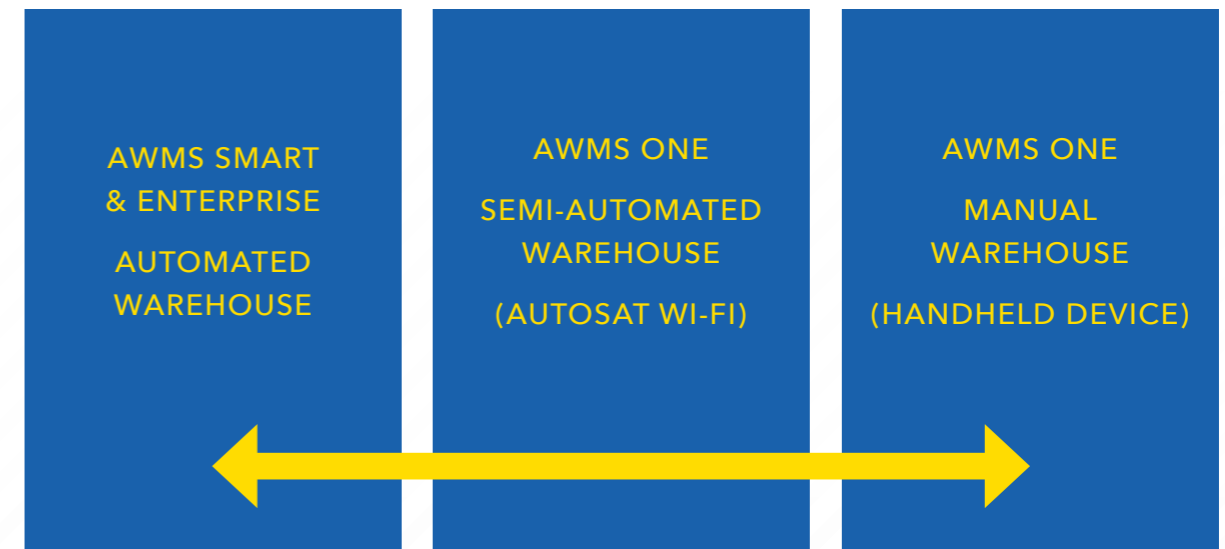 AWMS SMART
& ENTERPRISE
AUTOMATED
WAREHOUSE
AWMS ONE
SEMI-AUTOMATED
WAREHOUSE
(AUTOSAT WI-FI)
AWMS ONE
MANUAL
WAREHOUSE
(HANDHELD DEVICE)